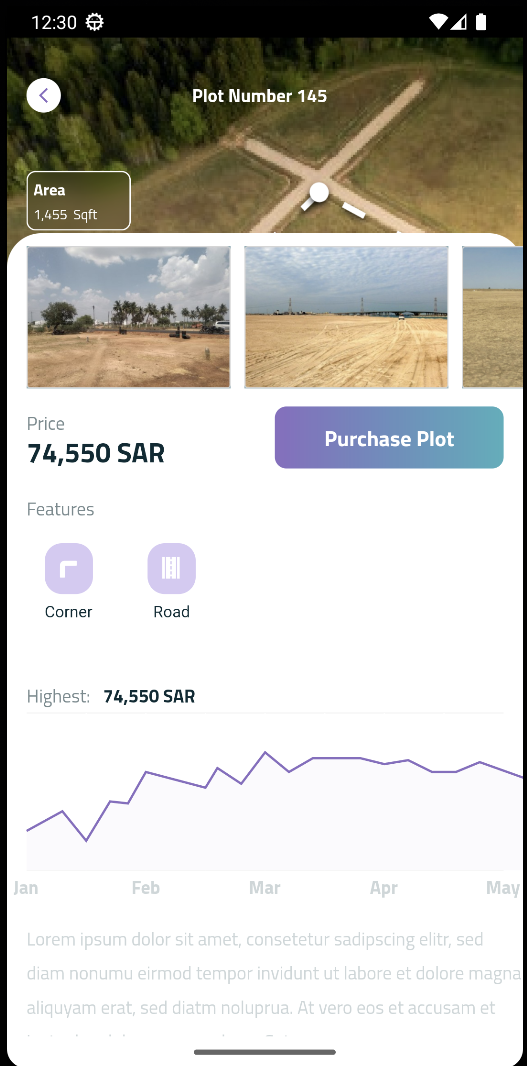 12:30
Plot Number 145
Area
1,455 Sqft
Price
74,550 SAR
Purchase Plot
Features
Corner
Road
Highest: 74,550 SAR
Jan Feb Mar Apr May
Lorem ipsum dolor sit amet, consetetur sadipscing elitr, sed
diam nonumu eirmod tempor invidunt ut labore et dolore magna
aliquyam erat, sed diatm noluprua. At vero eos et accusam et